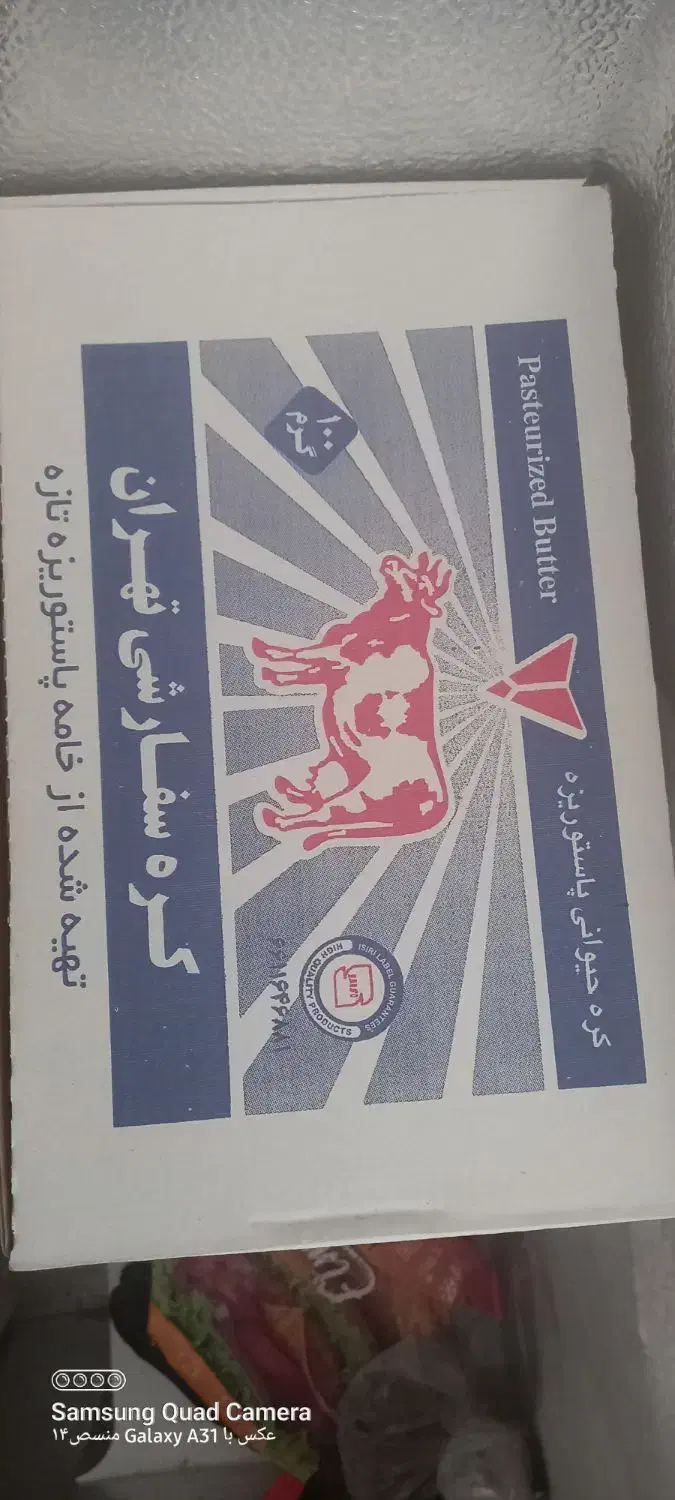 Pasteurized Butter
کره حیوانی پاستوریزه
۱۰۰
گرم
ISIRI LABEL GUARANTEES
HIGH QUALITY PRODUCTS
کره سفارشی تهران
تهیه شده از خامه پاستوریزه تازه
Samsung Quad Camera
عکس با Galaxy A31 منسص۱۴